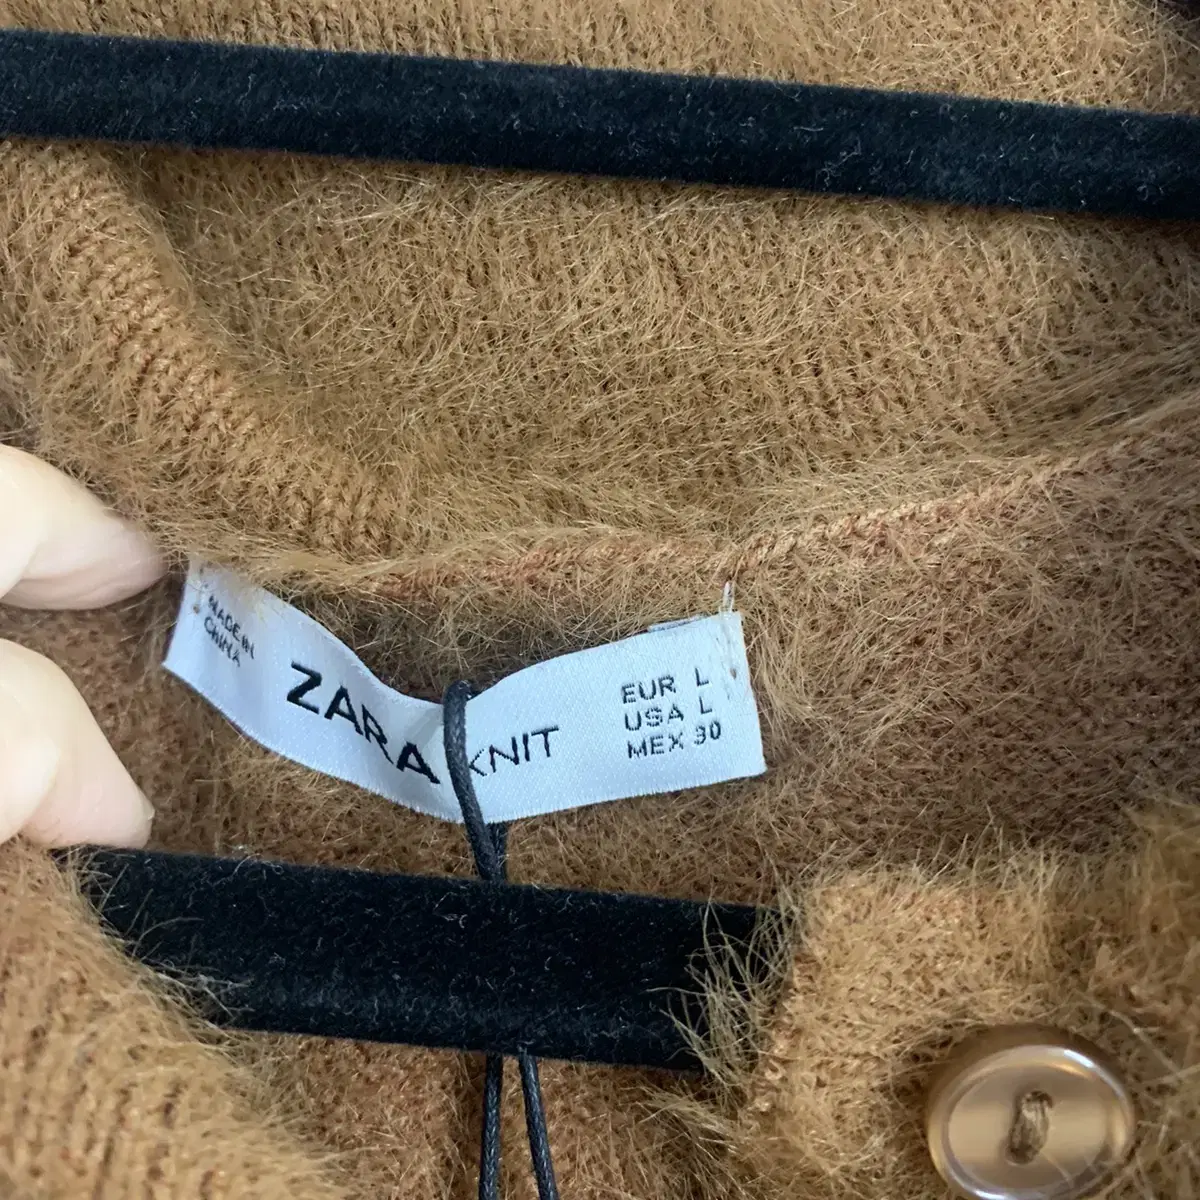 MADE IN
CHINA
ZARA KNIT
EUR L
USA L
MEX 30